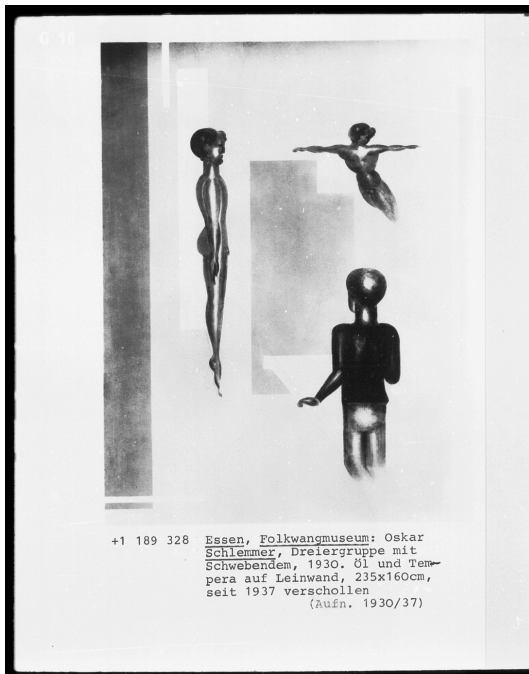 G 16
+1 189 328 Essen, Folkwangmuseum: Oskar
Schlemmer, Dreiergruppe mit
Schwebendem, 1930. Öl und Tem-
pera auf Leinwand, 235x160cm,
seit 1937 verschollen
(Aufn. 1930/37)